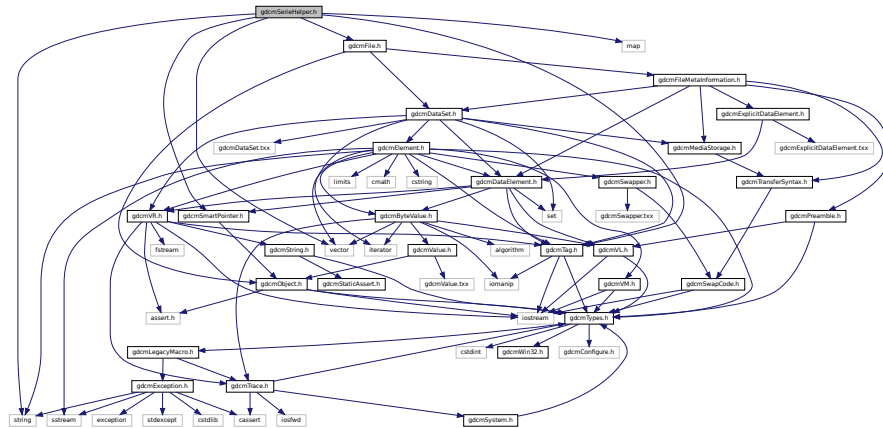 gdcmSerieHelper.h
gdcmFile.h
map
gdcmFileMetaInformation.h
gdcmDataSet.h
gdcmExplicitDataElement.h
gdcmDataSet.txx
gdcmElement.h
gdcmMediaStorage.h
gdcmExplicitDataElement.txx
limits
cmath
cstring
gdcmDataElement.h
gdcmSwapper.h
gdcmTransferSyntax.h
gdcmVR.h
gdcmSmartPointer.h
gdcmByteValue.h
set
gdcmSwapper.txx
gdcmPreamble.h
fstream
gdcmString.h
vector
iterator
gdcmValue.h
algorithm
gdcmTag.h
gdcmVL.h
gdcmObject.h
gdcmStaticAssert.h
gdcmValue.txx
iomanip
gdcmVM.h
gdcmSwapCode.h
assert.h
iostream
gdcmTypes.h
gdcmLegacyMacro.h
cstdint
gdcmWin32.h
gdcmConfigure.h
gdcmException.h
gdcmTrace.h
string
sstream
exception
stdexcept
cstdlib
cassert
iosfwd
gdcmSystem.h